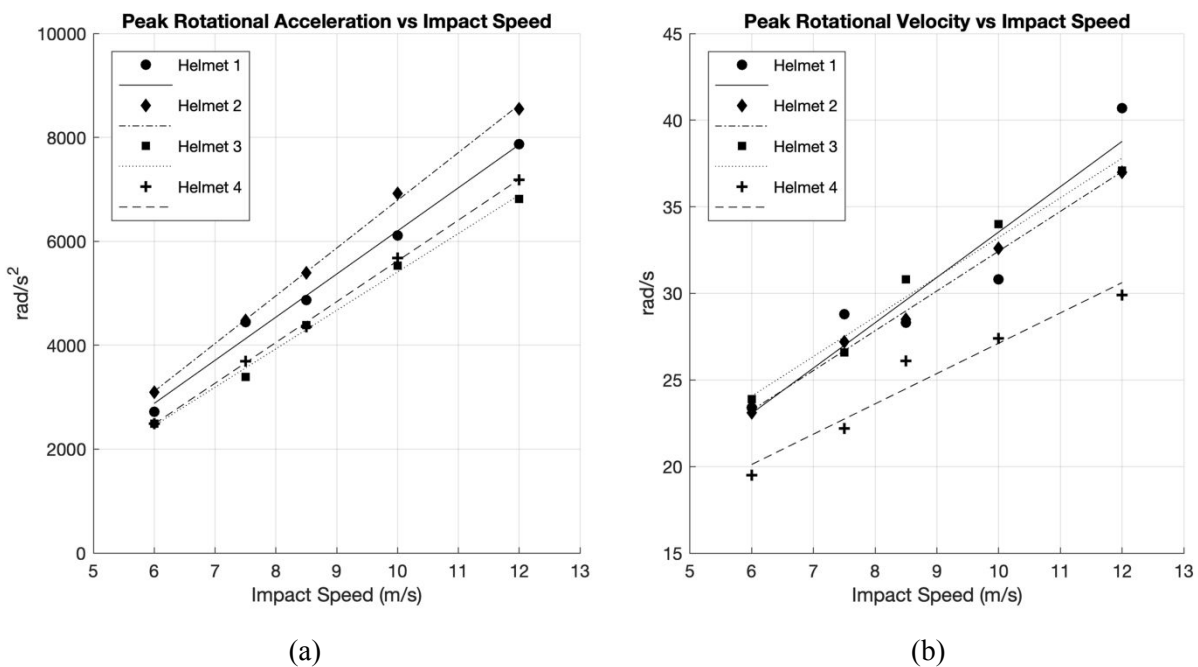 Peak Rotational Acceleration vs Impact Speed
10000
8000
6000
4000
2000
0
rad/s²
Helmet 1
Helmet 2
Helmet 3
Helmet 4
5 6 7 8 9 10 11 12 13
Impact Speed (m/s)
(a)
Peak Rotational Velocity vs Impact Speed
45
40
35
30
25
20
15
rad/s
Helmet 1
Helmet 2
Helmet 3
Helmet 4
5 6 7 8 9 10 11 12 13
Impact Speed (m/s)
(b)